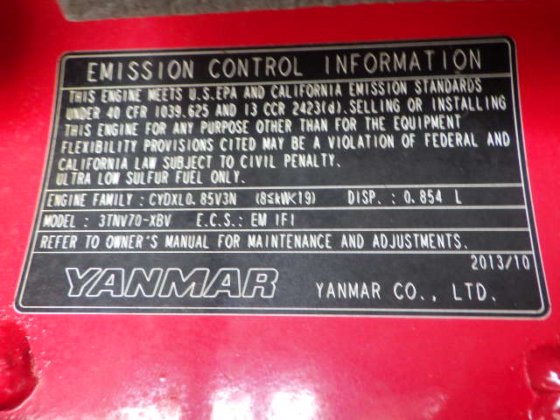 EMISSION CONTROL INFORMATION
THIS ENGINE MEETS U.S.EPA AND CALIFORNIA EMISSION STANDARDS
UNDER 40 CFR 1039.625 AND 13 CCR 2423(d). SELLING OR INSTALLING
THIS ENGINE FOR ANY PURPOSE OTHER THAN FOR THE EQUIPMENT
FLEXIBILITY PROVISIONS CITED MAY BE A VIOLATION OF FEDERAL AND
CALIFORNIA LAW SUBJECT TO CIVIL PENALTY.
ULTRA LOW SULFUR FUEL ONLY.
ENGINE FAMILY : CYDXL0.85V3N (8≤kW<19) DISP. : 0.854 L
MODEL : 3TNV70-XBV E.C.S.: EM IFI
REFER TO OWNER'S MANUAL FOR MAINTENANCE AND ADJUSTMENTS.
2013/10
YANMAR YANMAR CO., LTD.